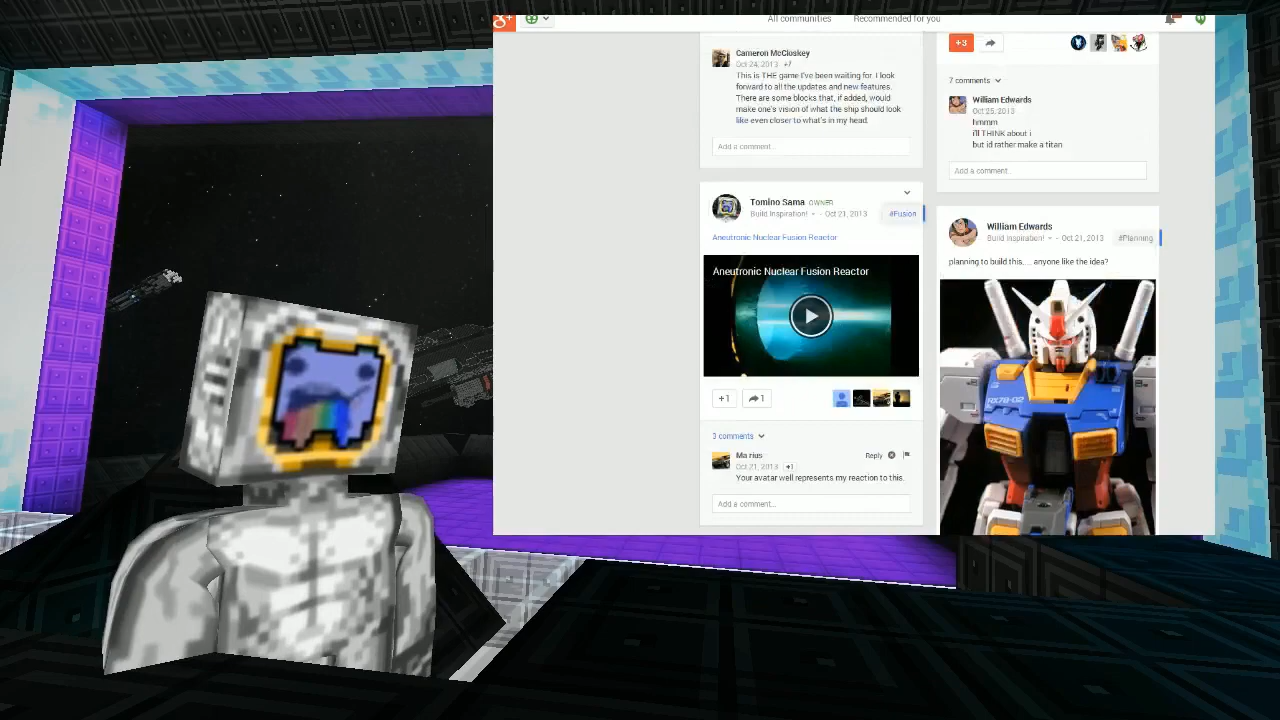 g+
All communities
Recommended for you
Cameron McCloskey
Oct 24, 2013 +7
This is THE game I've been waiting for. I look
forward to all the updates and new features.
There are some blocks that, if added, would
make one's vision of what the ship should look
like even closer to what's in my head.
Add a comment...
Tomino Sama OWNER
Build Inspiration! - Oct 21, 2013
#Fusion
Aneutronic Nuclear Fusion Reactor
Aneutronic Nuclear Fusion Reactor
+1
1
3 comments
Ma rius
Reply
Oct 21, 2013 +1
Your avatar well represents my reaction to this.
Add a comment...
+3
7 comments
William Edwards
Oct 25, 2013
hmmm
i'll THINK about i
but id rather make a titan
Add a comment...
William Edwards
Build Inspiration! - Oct 21, 2013
#Planning
planning to build this.... anyone like the idea?
RX78-02